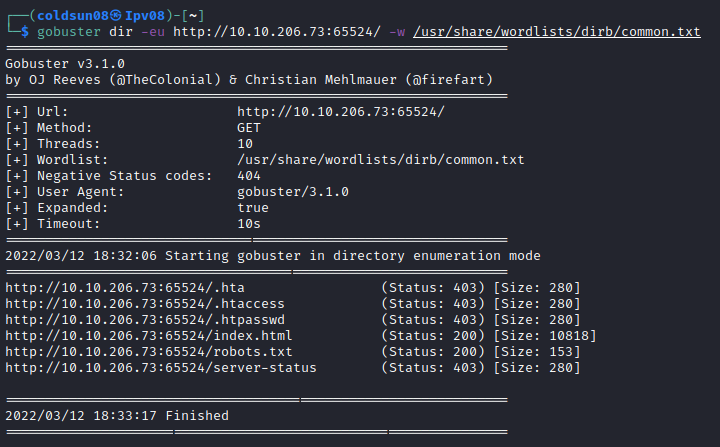 ┌──(coldsun08㉿Ipv08)-[~]
└─$ gobuster dir -eu http://10.10.206.73:65524/ -w /usr/share/wordlists/dirb/common.txt
===============================================================
Gobuster v3.1.0
by OJ Reeves (@TheColonial) & Christian Mehlmauer (@firefart)
===============================================================
[+] Url:                     http://10.10.206.73:65524/
[+] Method:                  GET
[+] Threads:                 10
[+] Wordlist:                /usr/share/wordlists/dirb/common.txt
[+] Negative Status codes:   404
[+] User Agent:              gobuster/3.1.0
[+] Expanded:                true
[+] Timeout:                 10s
===============================================================
2022/03/12 18:32:06 Starting gobuster in directory enumeration mode
===============================================================
http://10.10.206.73:65524/.hta                 (Status: 403) [Size: 280]
http://10.10.206.73:65524/.htaccess            (Status: 403) [Size: 280]
http://10.10.206.73:65524/.htpasswd            (Status: 403) [Size: 280]
http://10.10.206.73:65524/index.html           (Status: 200) [Size: 10818]
http://10.10.206.73:65524/robots.txt           (Status: 200) [Size: 153]
http://10.10.206.73:65524/server-status        (Status: 403) [Size: 280]
===============================================================
2022/03/12 18:33:17 Finished
===============================================================